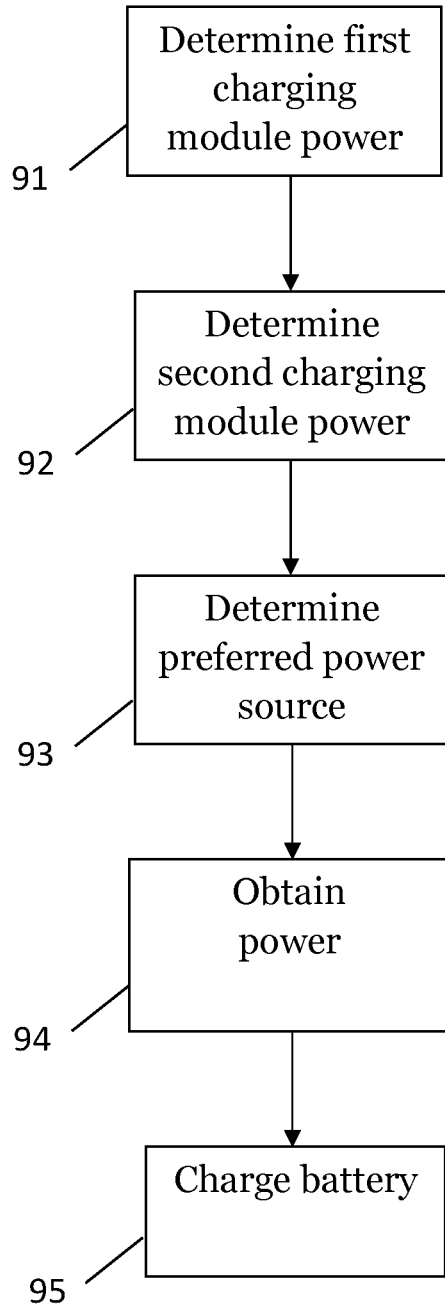 Determine first
charging
module power
91
Determine
second charging
module power
92
Determine
preferred power
source
93
Obtain
power
94
Charge battery
95